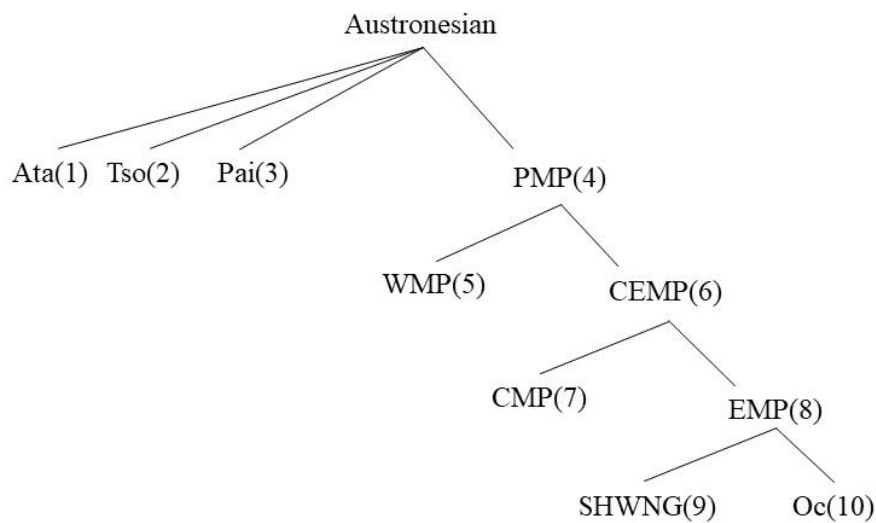 Austronesian
Ata(1) Tso(2) Pai(3)
PMP(4)
WMP(5)
CEMP(6)
CMP(7)
EMP(8)
SHWNG(9) Oc(10)